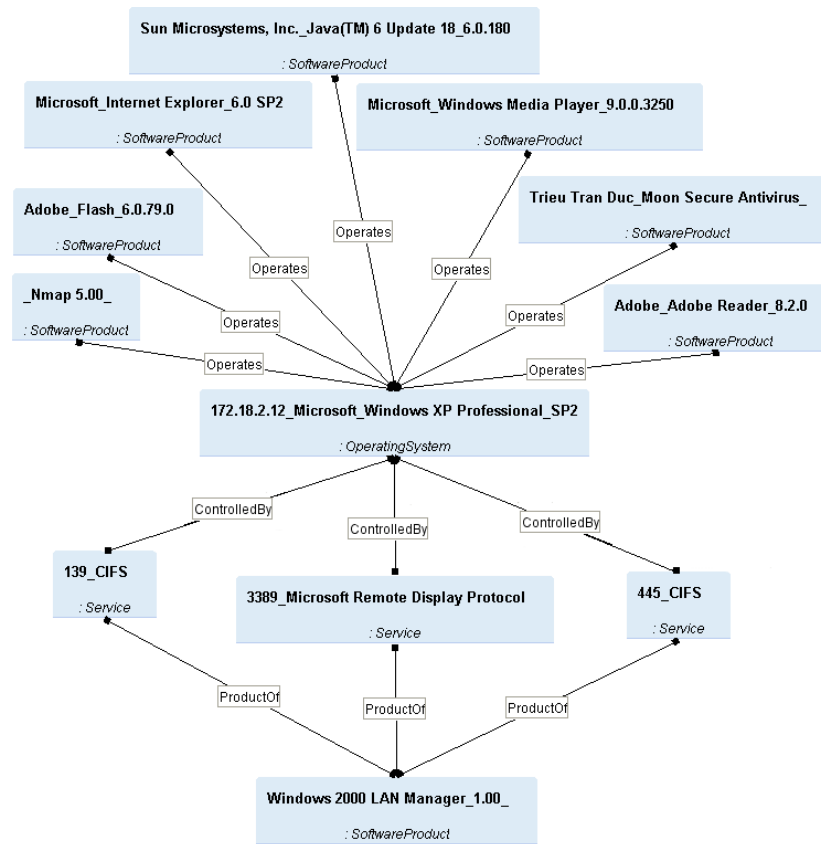 Sun Microsystems, Inc._Java(TM) 6 Update 18_6.0.180
: SoftwareProduct
Microsoft_Internet Explorer_6.0 SP2
: SoftwareProduct
Microsoft_Windows Media Player_9.0.0.3250
: SoftwareProduct
Adobe_Flash_6.0.79.0
: SoftwareProduct
Trieu Tran Duc_Moon Secure Antivirus_
: SoftwareProduct
_Nmap 5.00_
: SoftwareProduct
Adobe_Adobe Reader_8.2.0
: SoftwareProduct
Operates
Operates
Operates
Operates
Operates
Operates
Operates
172.18.2.12_Microsoft_Windows XP Professional_SP2
: OperatingSystem
ControlledBy
ControlledBy
ControlledBy
139_CIFS
: Service
3389_Microsoft Remote Display Protocol
: Service
445_CIFS
: Service
ProductOf
ProductOf
ProductOf
Windows 2000 LAN Manager_1.00_
: SoftwareProduct